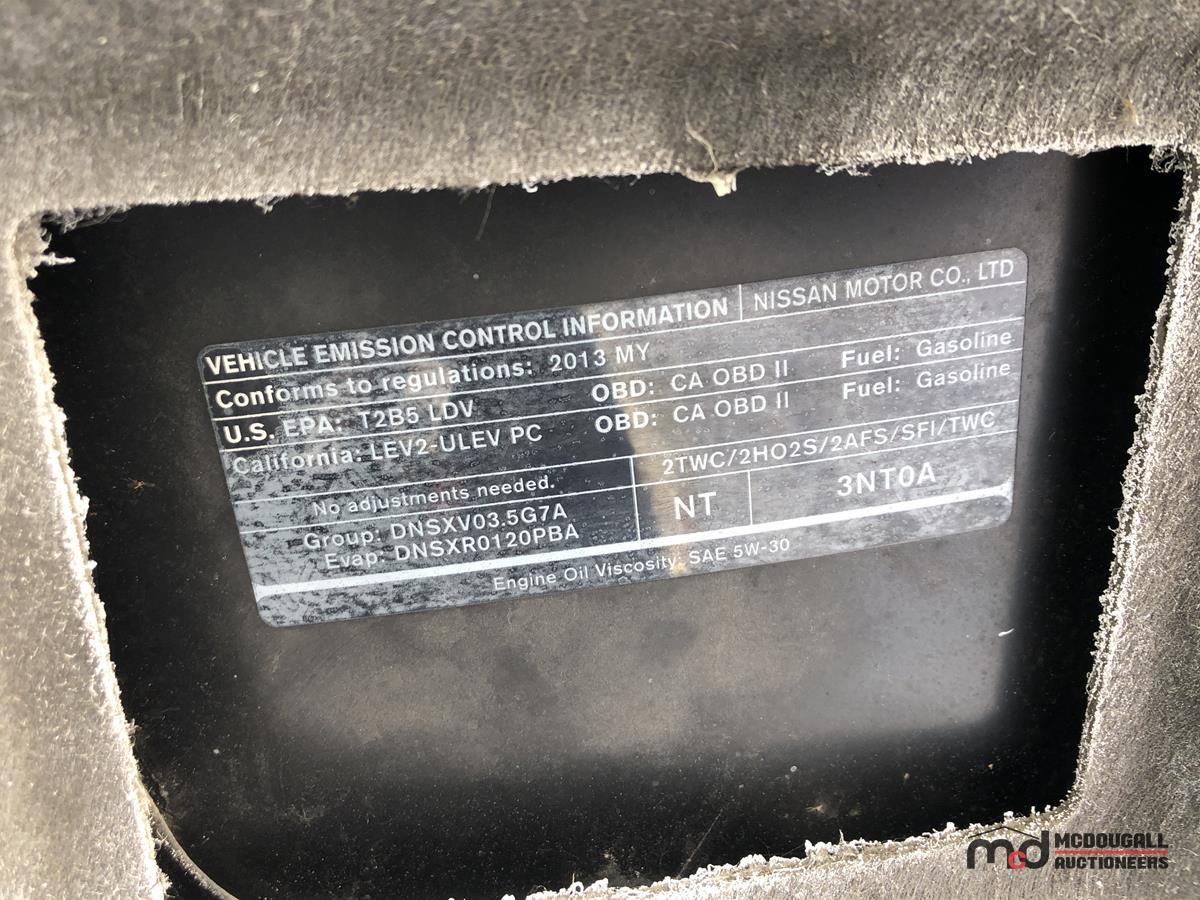 VEHICLE EMISSION CONTROL INFORMATION NISSAN MOTOR CO., LTD
Conforms to regulations: 2013 MY
U.S. EPA: T2B5 LDV OBD: CA OBD II Fuel: Gasoline
California: LEV2-ULEV PC OBD: CA OBD II Fuel: Gasoline
No adjustments needed. 2TWC/2HO2S/2AFS/SFI/TWC
Group: DNSXV03.5G7A NT 3NT0A
Evap: DNSXR0120PBA
Engine Oil Viscosity: SAE 5W-30
mcd MCDOUGALL
AUCTIONEERS